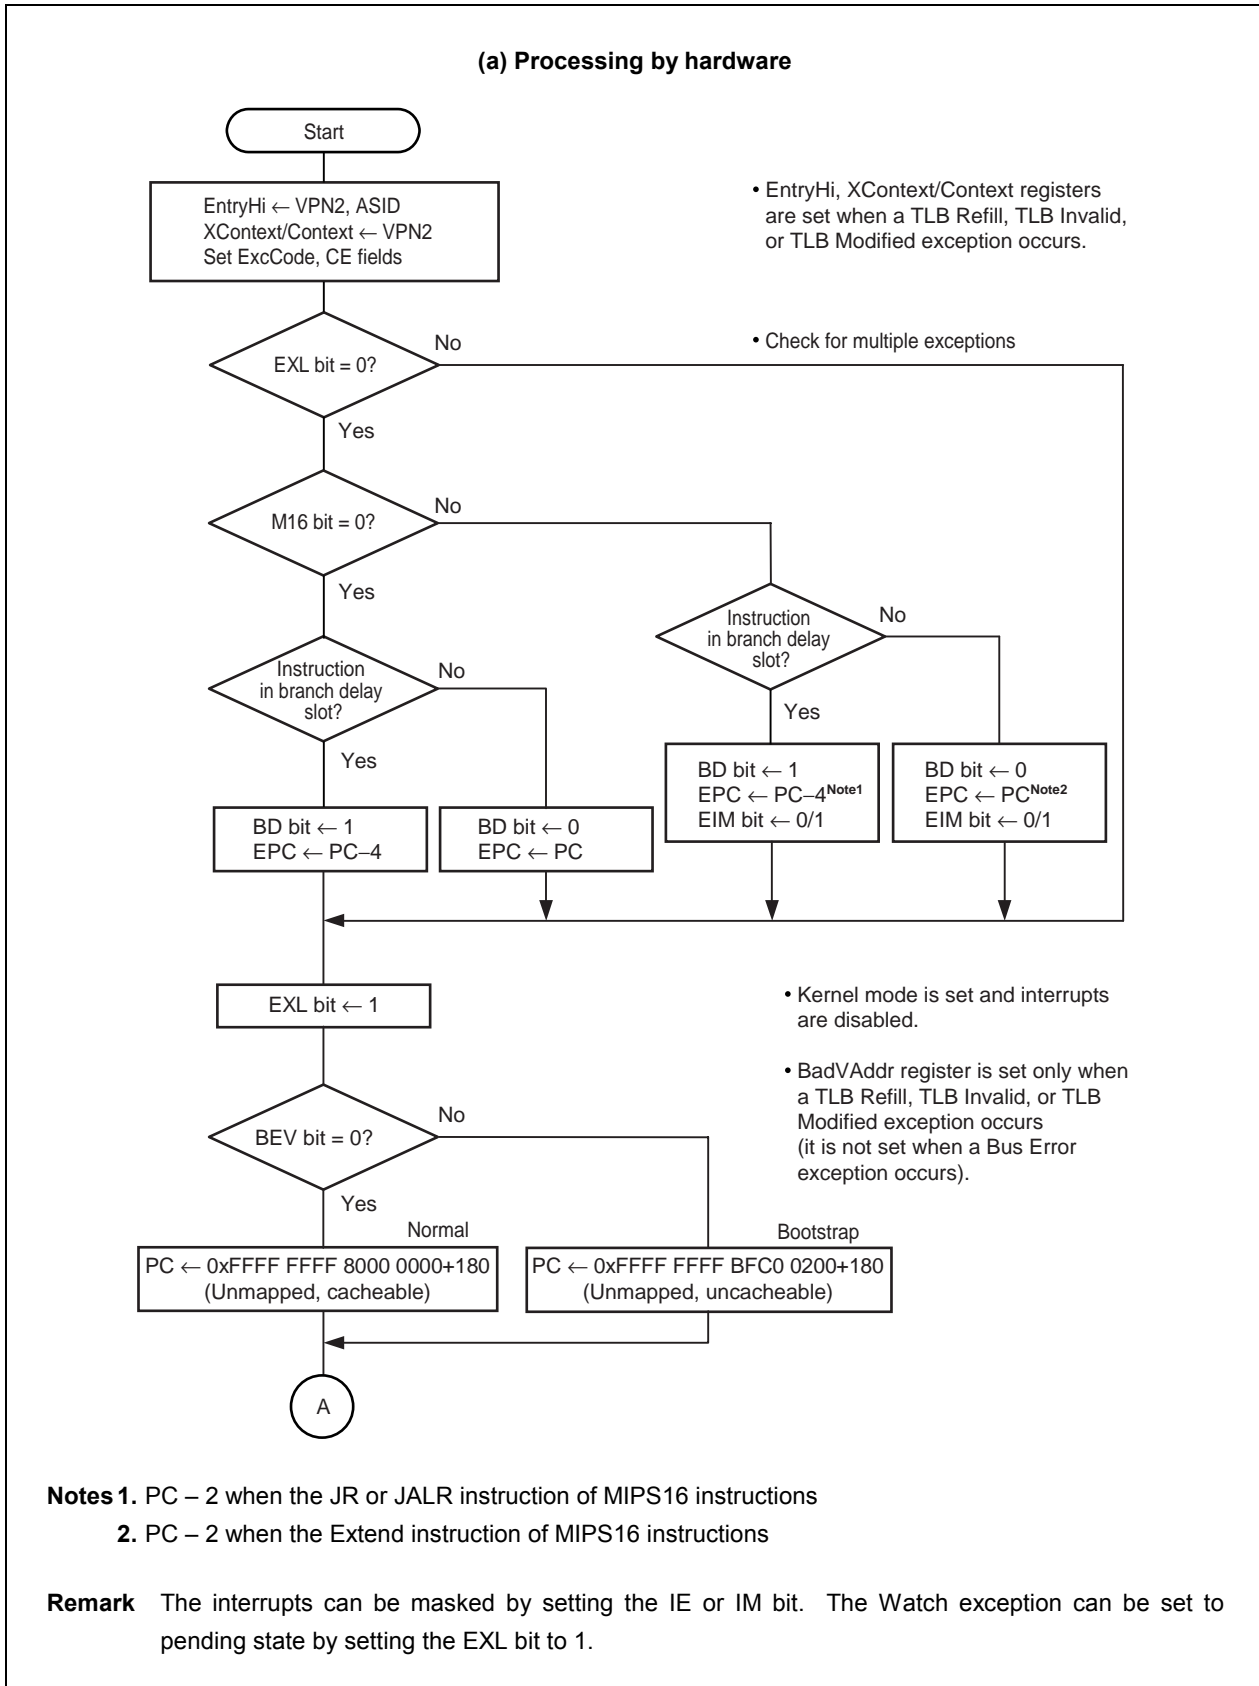 (a) Processing by hardware
Start
EntryHi ← VPN2, ASID
XContext/Context ← VPN2
Set ExcCode, CE fields
• EntryHi, XContext/Context registers
are set when a TLB Refill, TLB Invalid,
or TLB Modified exception occurs.
EXL bit = 0?
No
• Check for multiple exceptions
Yes
M16 bit = 0?
No
Yes
Instruction
in branch delay
slot?
No
Yes
Instruction
in branch delay
slot?
No
Yes
BD bit ← 1
EPC ← PC–4
BD bit ← 0
EPC ← PC
BD bit ← 1
EPC ← PC–4Note1
EIM bit ← 0/1
BD bit ← 0
EPC ← PCNote2
EIM bit ← 0/1
EXL bit ← 1
• Kernel mode is set and interrupts
are disabled.
• BadVAddr register is set only when
a TLB Refill, TLB Invalid, or TLB
Modified exception occurs
(it is not set when a Bus Error
exception occurs).
BEV bit = 0?
No
Yes
Normal
PC ← 0xFFFF FFFF 8000 0000+180
(Unmapped, cacheable)
Bootstrap
PC ← 0xFFFF FFFF BFC0 0200+180
(Unmapped, uncacheable)
A
Notes 1. PC – 2 when the JR or JALR instruction of MIPS16 instructions
2. PC – 2 when the Extend instruction of MIPS16 instructions
Remark The interrupts can be masked by setting the IE or IM bit. The Watch exception can be set to
pending state by setting the EXL bit to 1.